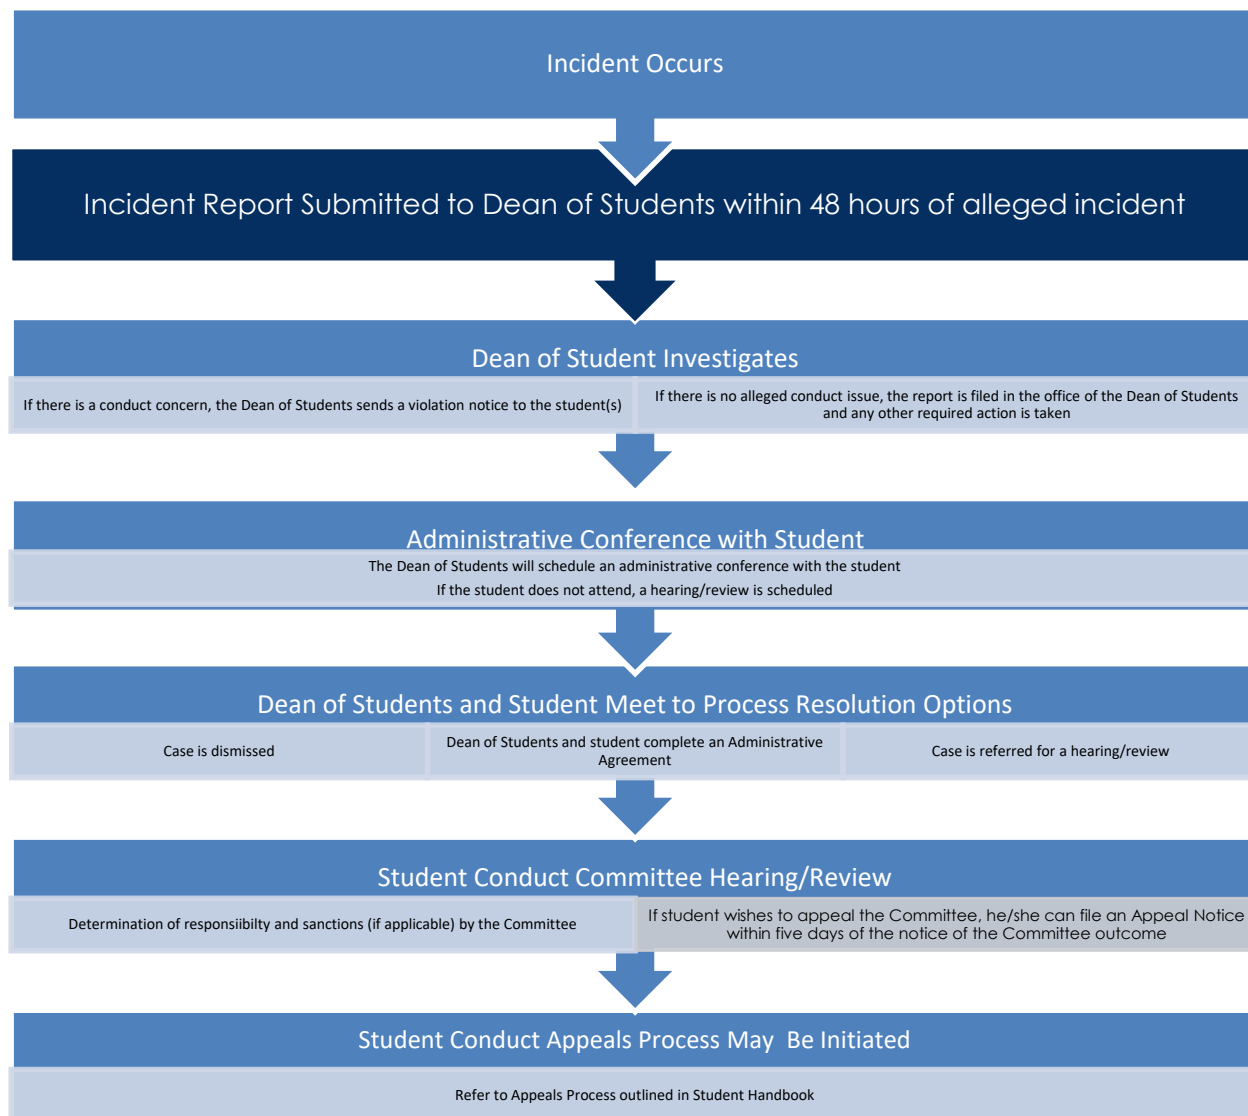 Incident Occurs
Incident Report Submitted to Dean of Students within 48 hours of alleged incident
Dean of Student Investigates
If there is a conduct concern, the Dean of Students sends a violation notice to the student(s)
If there is no alleged conduct issue, the report is filed in the office of the Dean of Students
and any other required action is taken
Administrative Conference with Student
The Dean of Students will schedule an administrative conference with the student
If the student does not attend, a hearing/review is scheduled
Dean of Students and Student Meet to Process Resolution Options
Case is dismissed
Dean of Students and student complete an Administrative
Agreement
Case is referred for a hearing/review
Student Conduct Committee Hearing/Review
Determination of responsiibilty and sanctions (if applicable) by the Committee
If student wishes to appeal the Committee, he/she can file an Appeal Notice
within five days of the notice of the Committee outcome
Student Conduct Appeals Process May  Be Initiated
Refer to Appeals Process outlined in Student Handbook